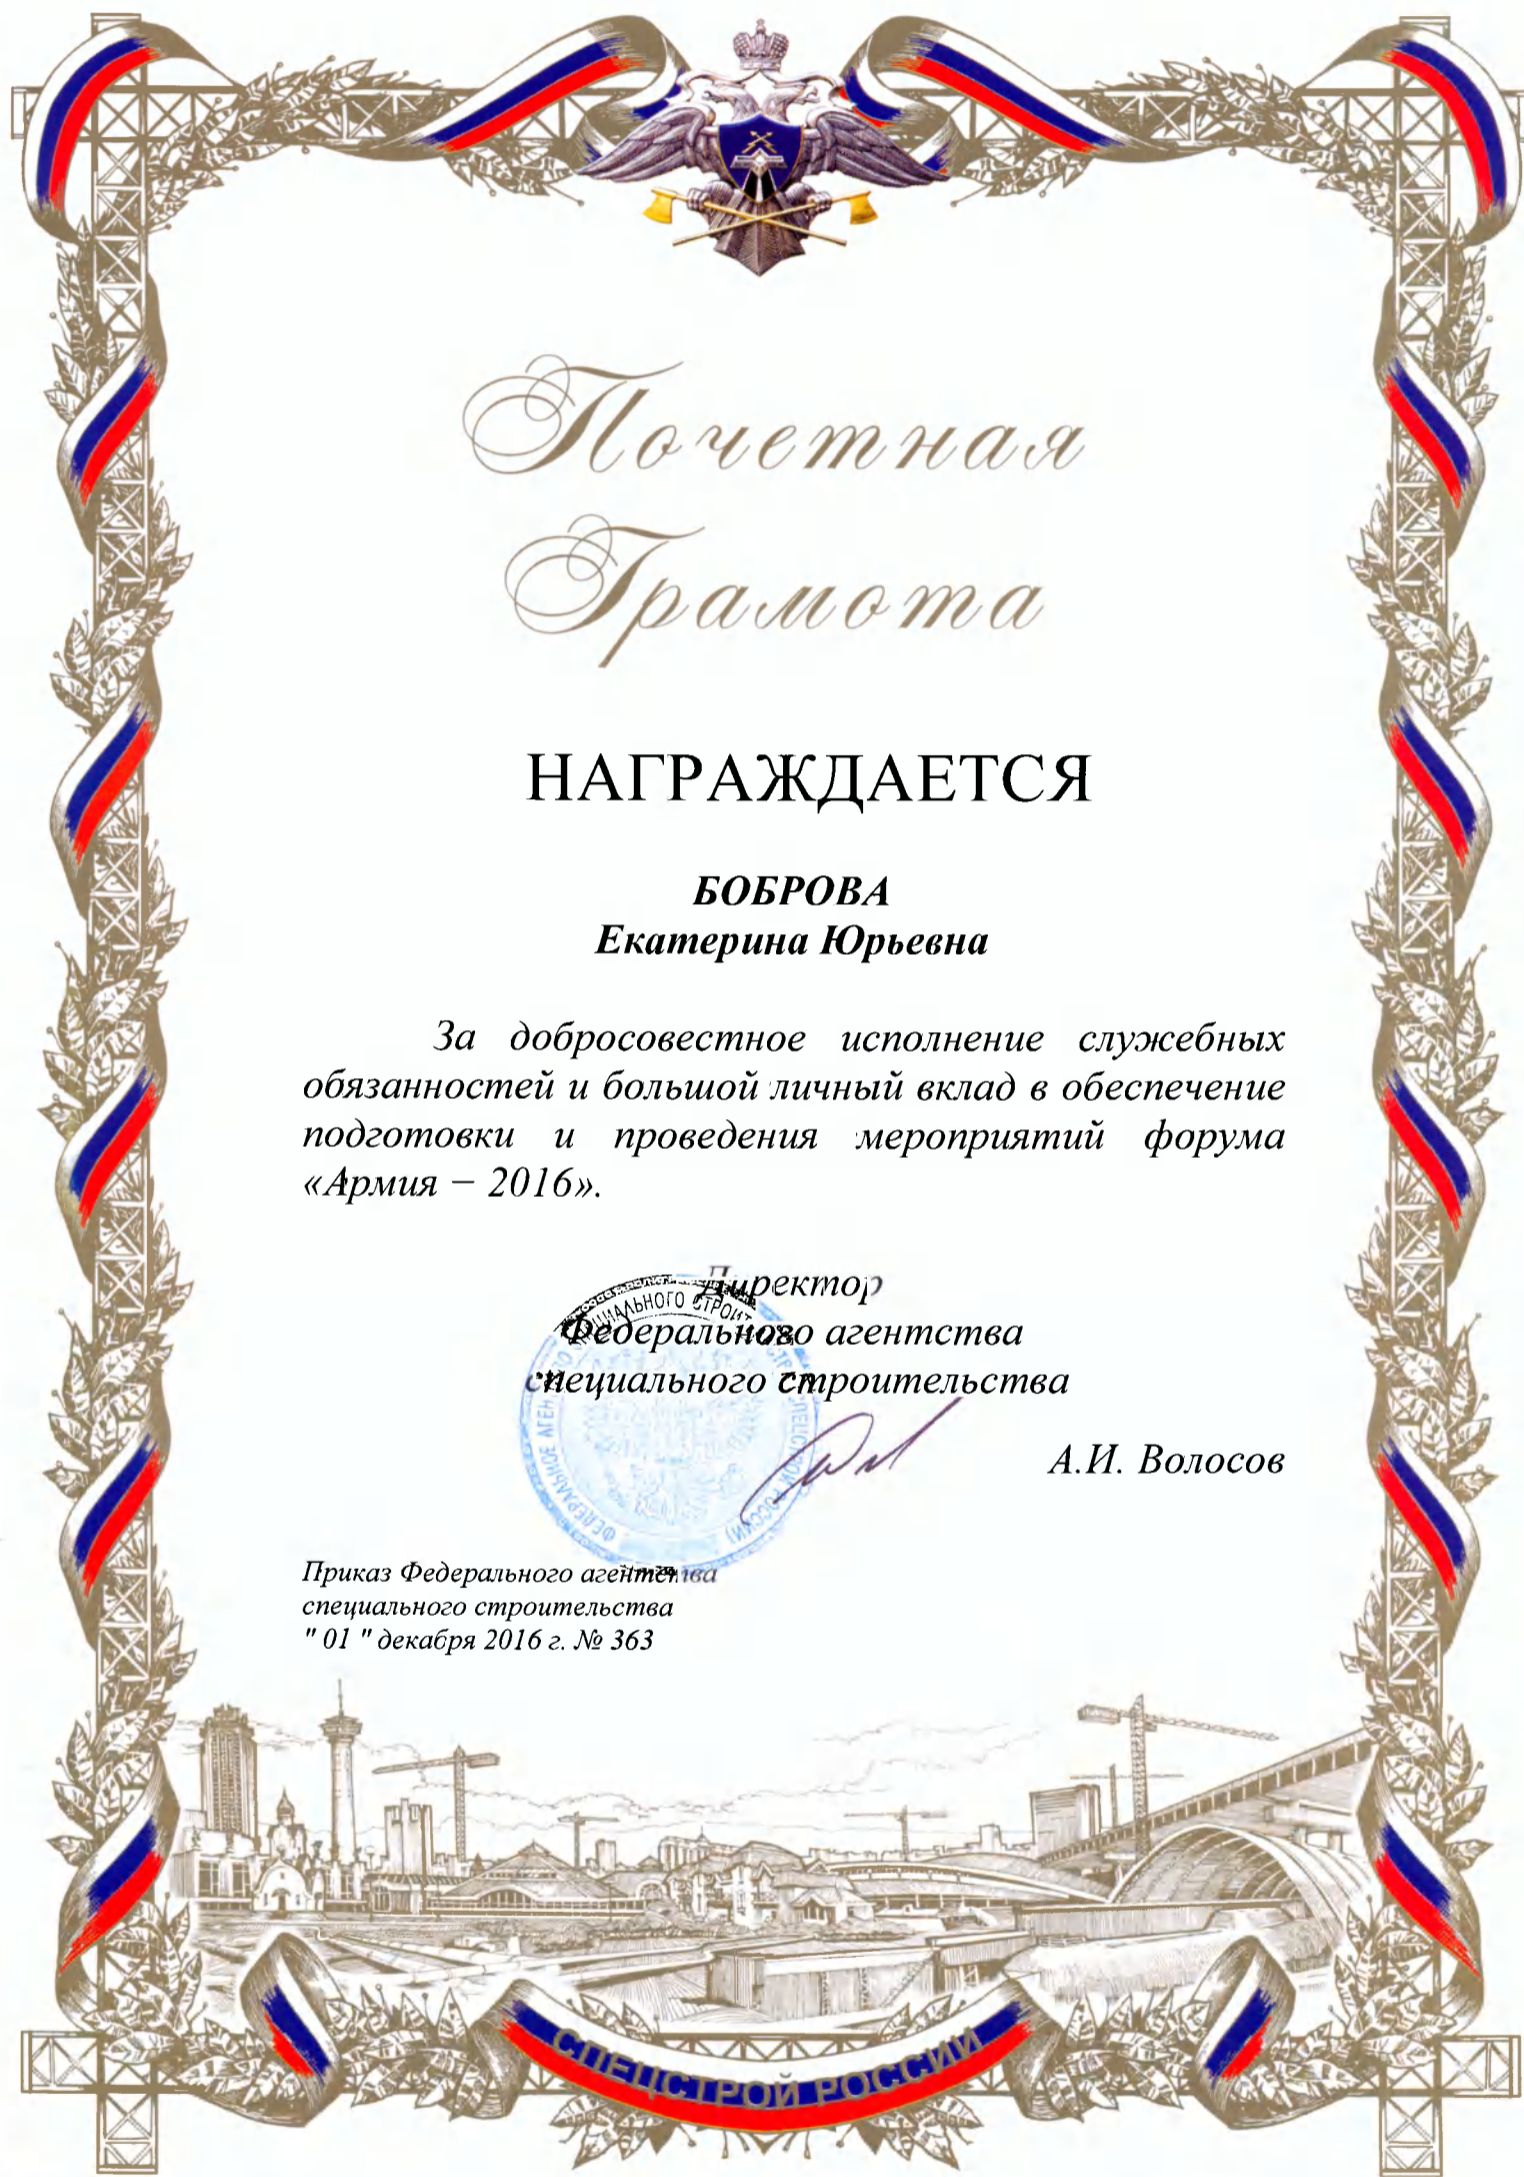 Почетная
Грамота
НАГРАЖДАЕТСЯ
БОБРОВА
Екатерина Юрьевна
За добросовестное исполнение служебных
обязанностей и большой личный вклад в обеспечение
подготовки и проведения мероприятий форума
«Армия – 2016».
Директор
Федерального агентства
специального строительства
А.И. Волосов
Приказ Федерального агентства
специального строительства
" 01 " декабря 2016 г. № 363
СПЕЦСТРОЙ РОССИИ